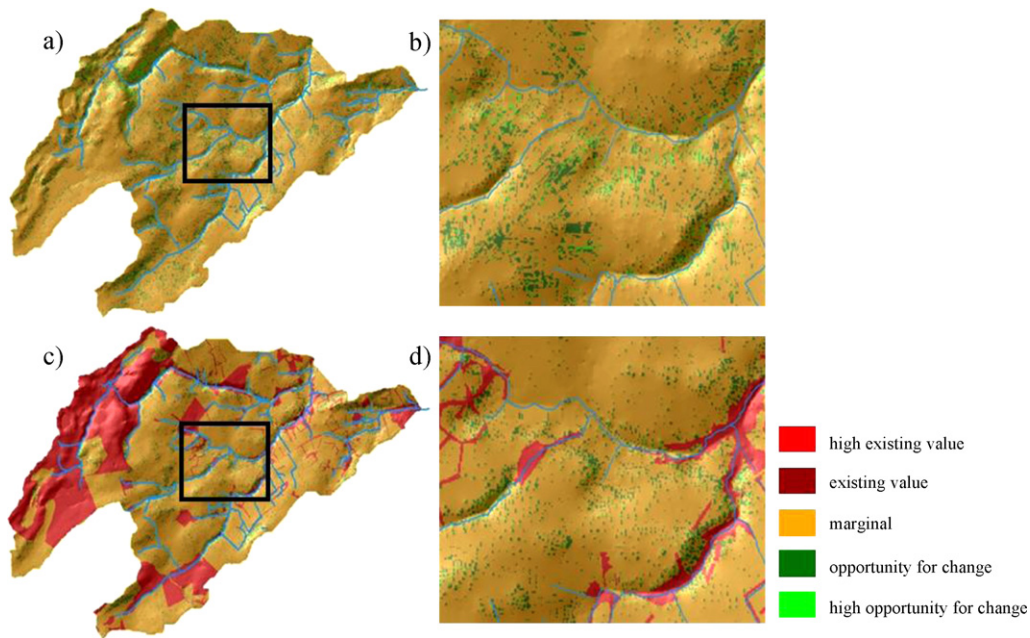 a)
b)
c)
d)
high existing value
existing value
marginal
opportunity for change
high opportunity for change